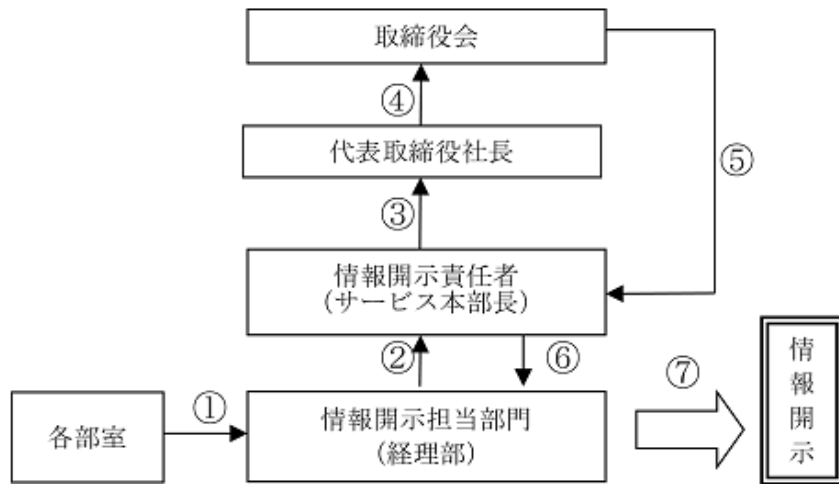 取締役会
④
代表取締役社長
⑤
③
情報開示責任者
（サービス本部長）
②
⑥
⑦
情報開示
各部室
①
情報開示担当部門
（経理部）